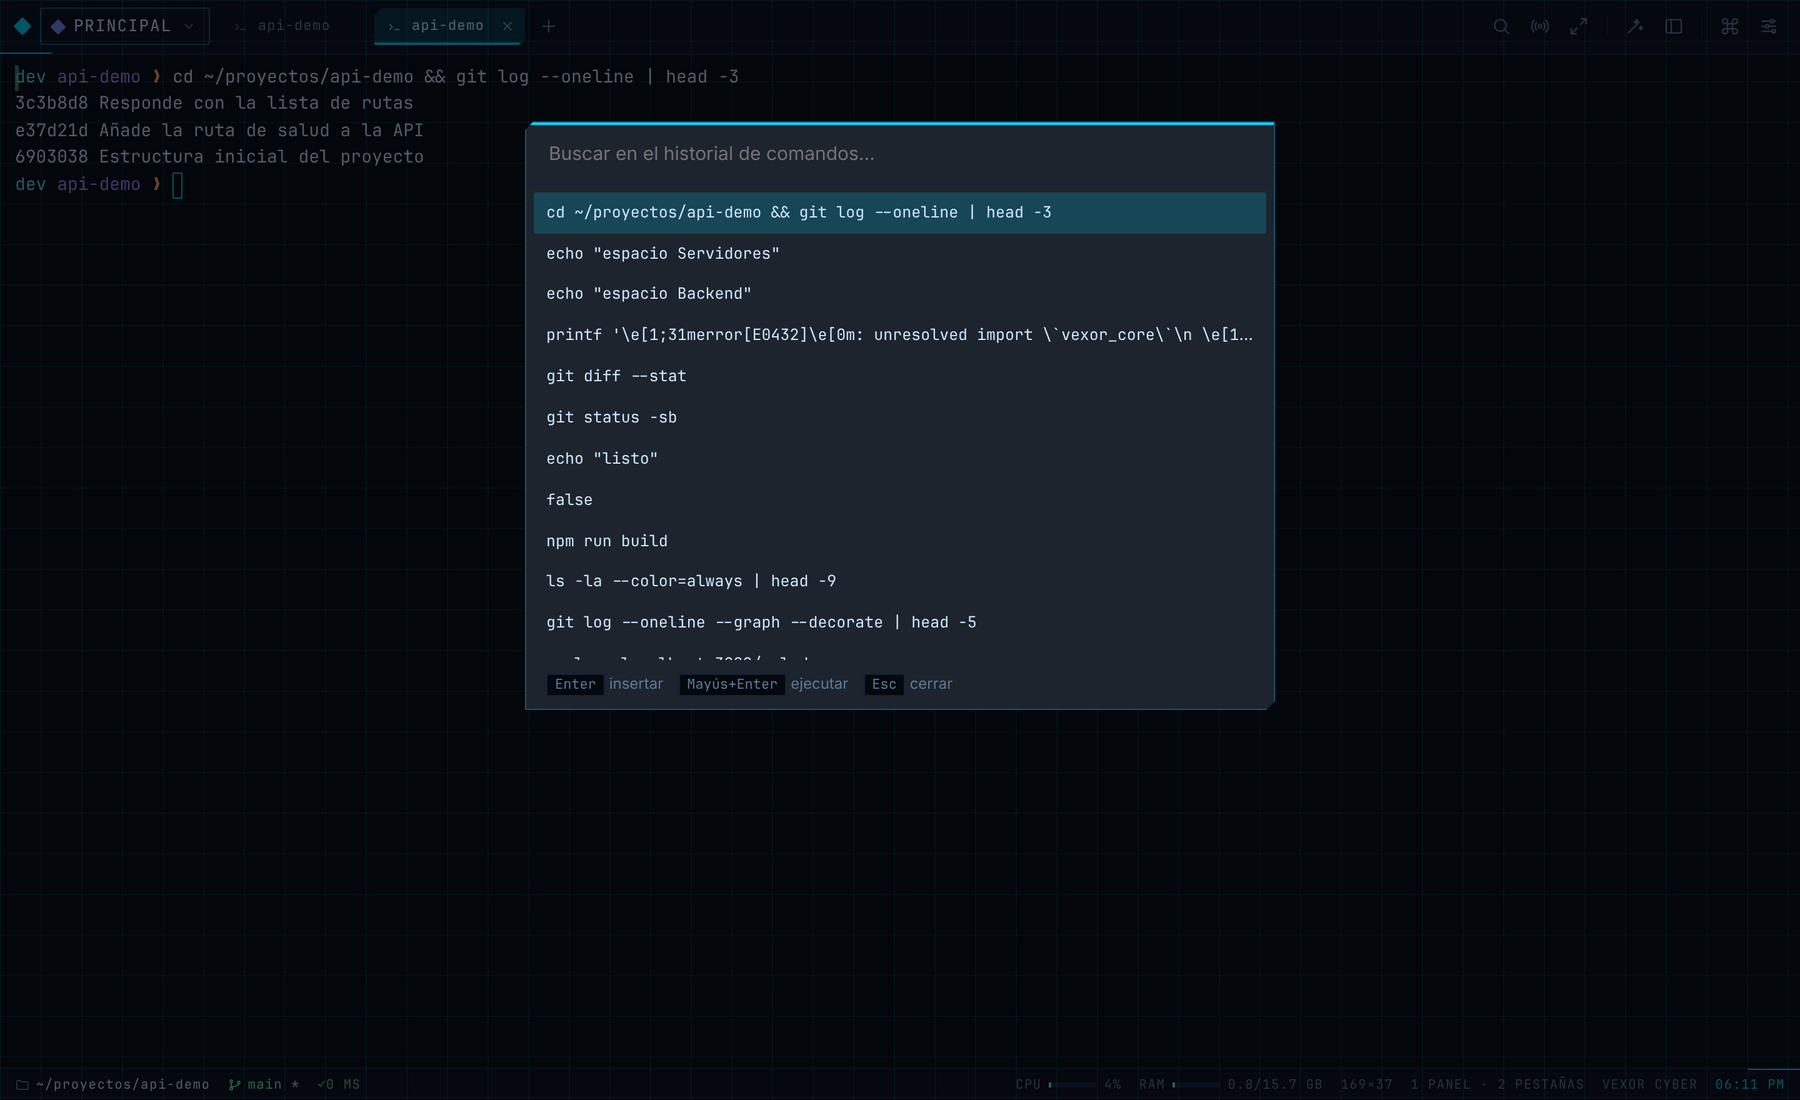 PRINCIPAL
api-demo
api-demo
dev api-demo ❯ cd ~/proyectos/api-demo && git log --oneline | head -3
3c3b8d8 Responde con la lista de rutas
e37d21d Añade la ruta de salud a la API
6903038 Estructura inicial del proyecto
dev api-demo ❯
Buscar en el historial de comandos...
cd ~/proyectos/api-demo && git log --oneline | head -3
echo "espacio Servidores"
echo "espacio Backend"
printf '\e[1;31merror[E0432]\e[0m: unresolved import \`vexor_core\`\n \e[1...
git diff --stat
git status -sb
echo "listo"
false
npm run build
ls -la --color=always | head -9
git log --oneline --graph --decorate | head -5
Enter insertar Mayús+Enter ejecutar Esc cerrar
~/proyectos/api-demo main * ✓0 MS CPU 4% RAM 0.8/15.7 GB 169×37 1 PANEL · 2 PESTAÑAS VEXOR CYBER 06:11 PM